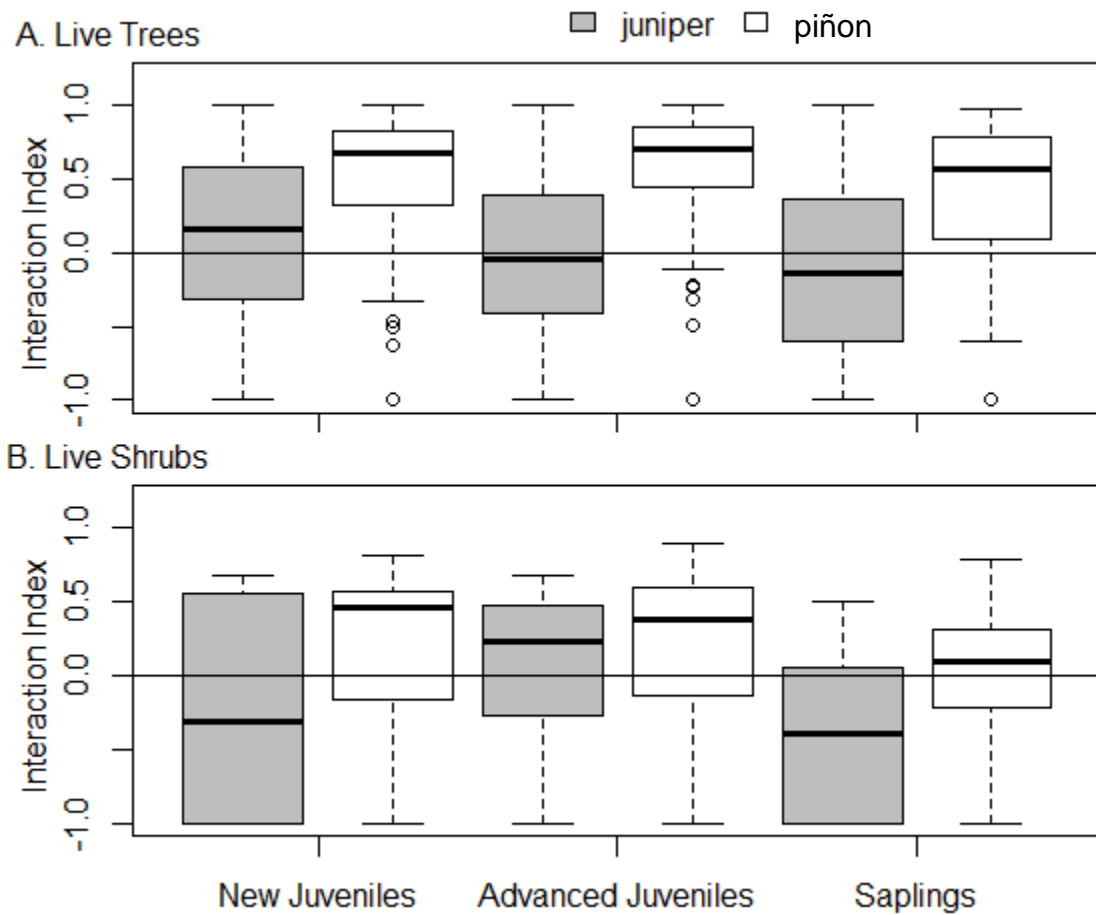 A. Live Trees
juniper piñon
Interaction Index
1.0
0.5
0.0
-1.0
B. Live Shrubs
Interaction Index
1.0
0.5
0.0
-1.0
New Juveniles Advanced Juveniles Saplings